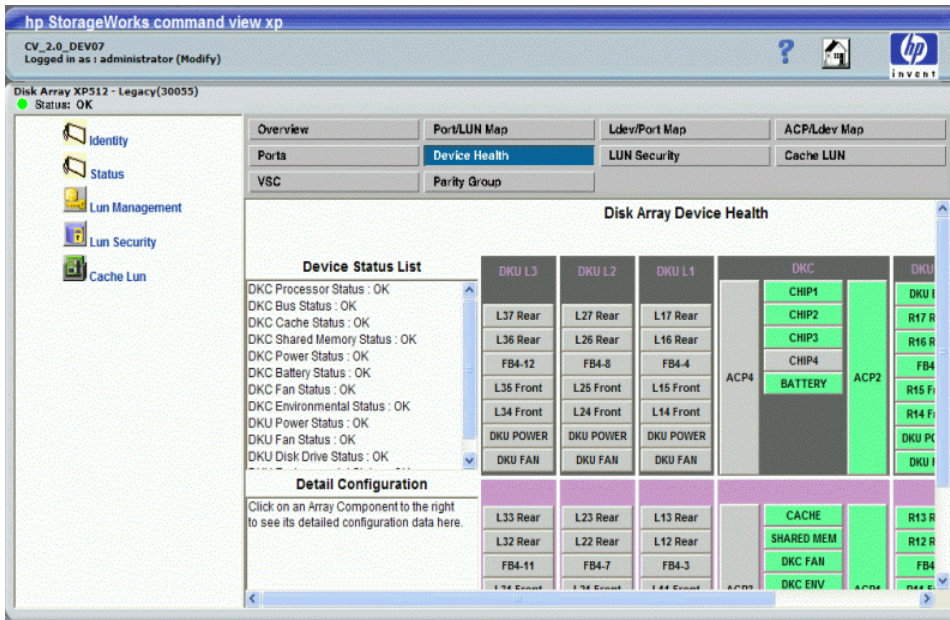 hp StorageWorks command view xp
CV_2.0_DEV07
Logged in as : administrator (Modify)
?
hp
invent
Disk Array XP512 - Legacy(30055)
Status: OK
Identity
Status
Lun Management
Lun Security
Cache Lun
Overview
Port/LUN Map
Ldev/Port Map
ACP/Ldev Map
Ports
Device Health
LUN Security
Cache LUN
VSC
Parity Group
Disk Array Device Health
Device Status List
DKC Processor Status : OK
DKC Bus Status : OK
DKC Cache Status : OK
DKC Shared Memory Status : OK
DKC Power Status : OK
DKC Battery Status : OK
DKC Fan Status : OK
DKC Environmental Status : OK
DKU Power Status : OK
DKU Fan Status : OK
DKU Disk Drive Status : OK
Detail Configuration
Click on an Array Component to the right
to see its detailed configuration data here.
DKU L3
L37 Rear
L36 Rear
FB4-12
L35 Front
L34 Front
DKU POWER
DKU FAN
L33 Rear
L32 Rear
FB4-11
DKU L2
L27 Rear
L26 Rear
FB4-8
L25 Front
L24 Front
DKU POWER
DKU FAN
L23 Rear
L22 Rear
FB4-7
DKU L1
L17 Rear
L16 Rear
FB4-4
L15 Front
L14 Front
DKU POWER
DKU FAN
L13 Rear
L12 Rear
FB4-3
DKC
ACP4
CHIP1
CHIP2
CHIP3
CHIP4
BATTERY
ACP2
CACHE
SHARED MEM
DKC FAN
DKC ENV
DKU
DKU
R17 R
R16 R
FB4
R15 F
R14 F
DKU PO
DKU
R13 R
R12 R
FB4